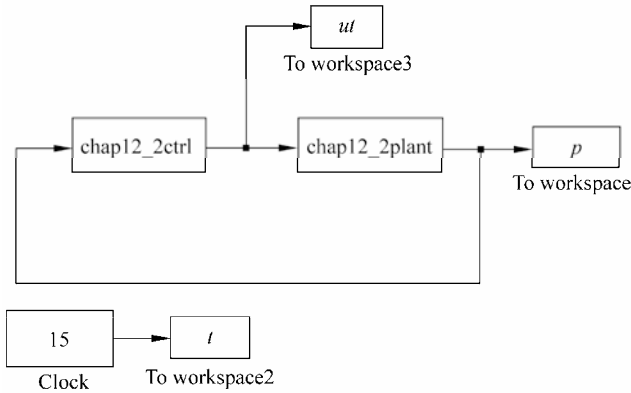 ut
To workspace3
chap12_2ctrl
chap12_2plant
p
To workspace
15
t
Clock
To workspace2